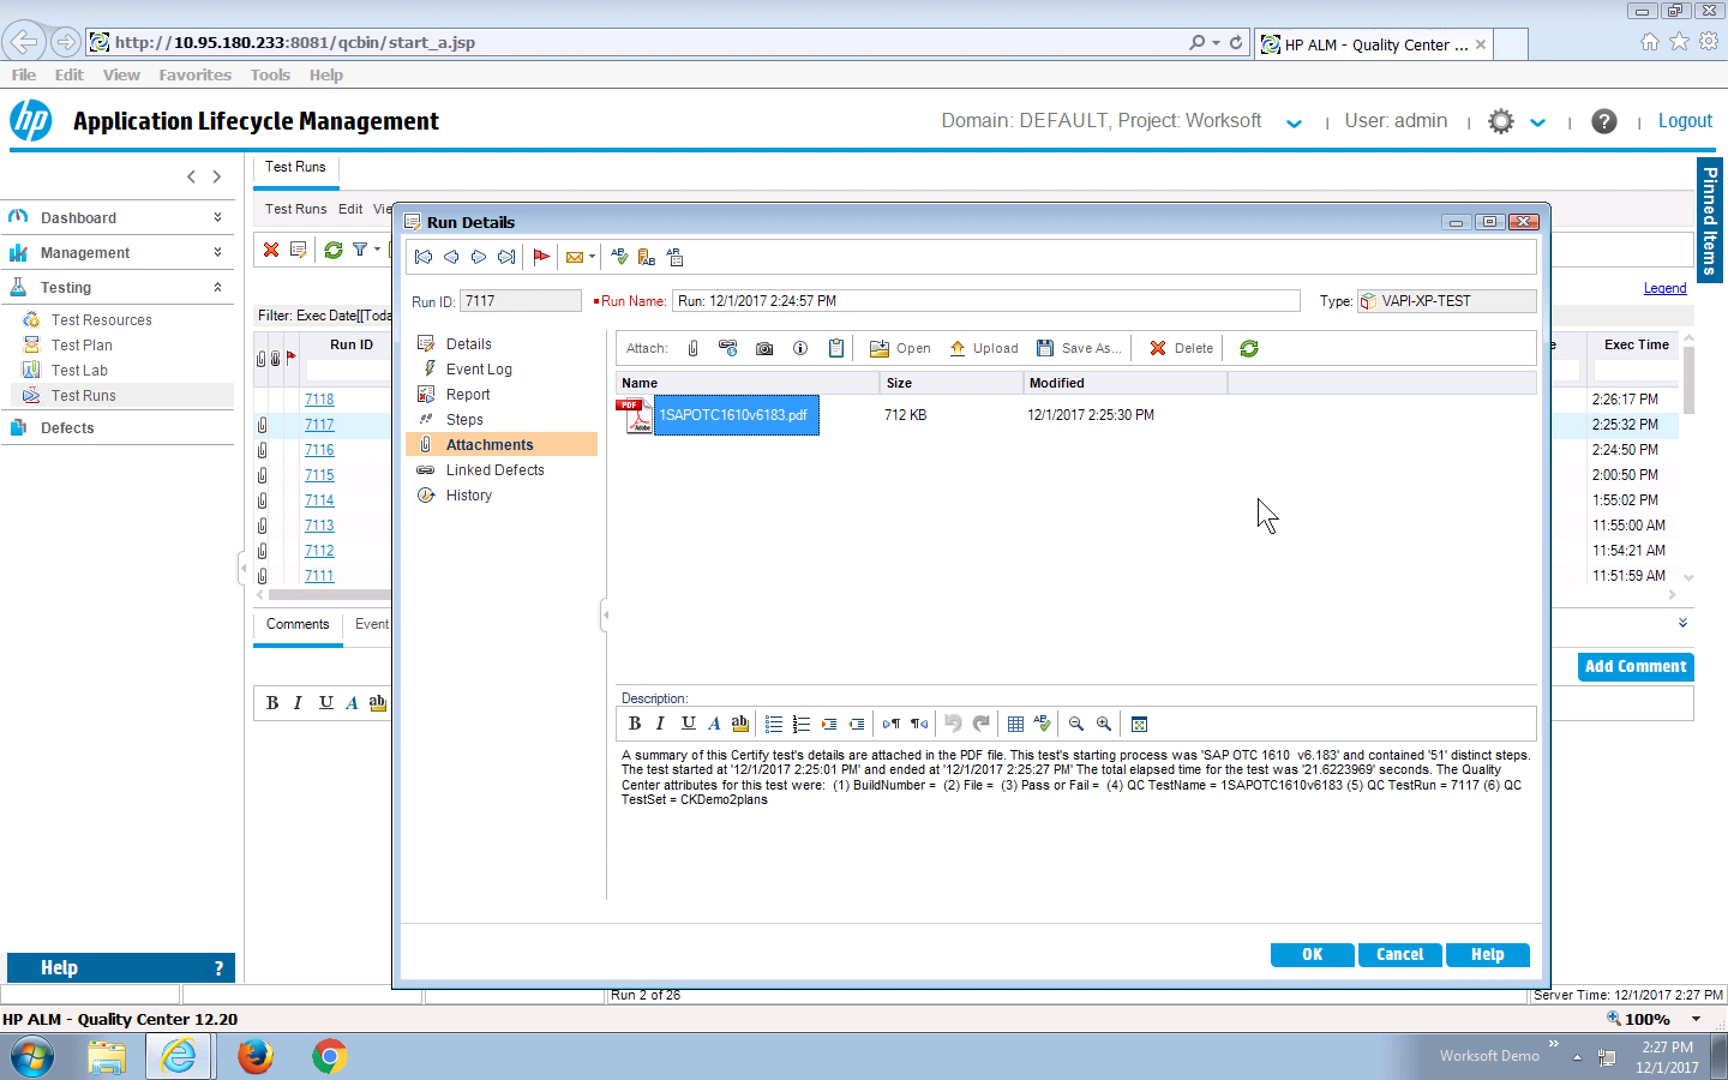 http://10.95.180.233:8081/qcbin/start_a.jsp
HP ALM - Quality Center ...
File Edit View Favorites Tools Help
hp Application Lifecycle Management
Domain: DEFAULT, Project: Worksoft | User: admin | ? | Logout
Pinned Items
Test Runs
Dashboard
Management
Testing
Test Resources
Test Plan
Test Lab
Test Runs
Defects
Help ?
Test Runs Edit Vie
Legend
Filter: Exec Date[[Toda
Run ID
7118
7117
7116
7115
7114
7113
7112
7111
Comments Event
B I U A ab
Run Details
Run ID: 7117 Run Name: Run: 12/1/2017 2:24:57 PM Type: VAPI-XP-TEST
Details
Event Log
Report
Steps
Attachments
Linked Defects
History
Attach: Open Upload Save As... Delete
Name Size Modified
PDF Adobe 1SAPOTC1610v6183.pdf 712 KB 12/1/2017 2:25:30 PM
Description:
B I U A ab
A summary of this Certify test's details are attached in the PDF file. This test's starting process was 'SAP OTC 1610 v6.183' and contained '51' distinct steps.
The test started at '12/1/2017 2:25:01 PM' and ended at '12/1/2017 2:25:27 PM' The total elapsed time for the test was '21.6223969' seconds. The Quality
Center attributes for this test were: (1) BuildNumber = (2) File = (3) Pass or Fail = (4) QC TestName = 1SAPOTC1610v6183 (5) QC TestRun = 7117 (6) QC
TestSet = CKDemo2plans
OK Cancel Help
e Exec Time
2:26:17 PM
2:25:32 PM
2:24:50 PM
2:00:50 PM
1:55:02 PM
11:55:00 AM
11:54:21 AM
11:51:59 AM
Add Comment
Run 2 of 26
Server Time: 12/1/2017 2:27 PM
HP ALM - Quality Center 12.20
100%
Worksoft Demo
2:27 PM
12/1/2017